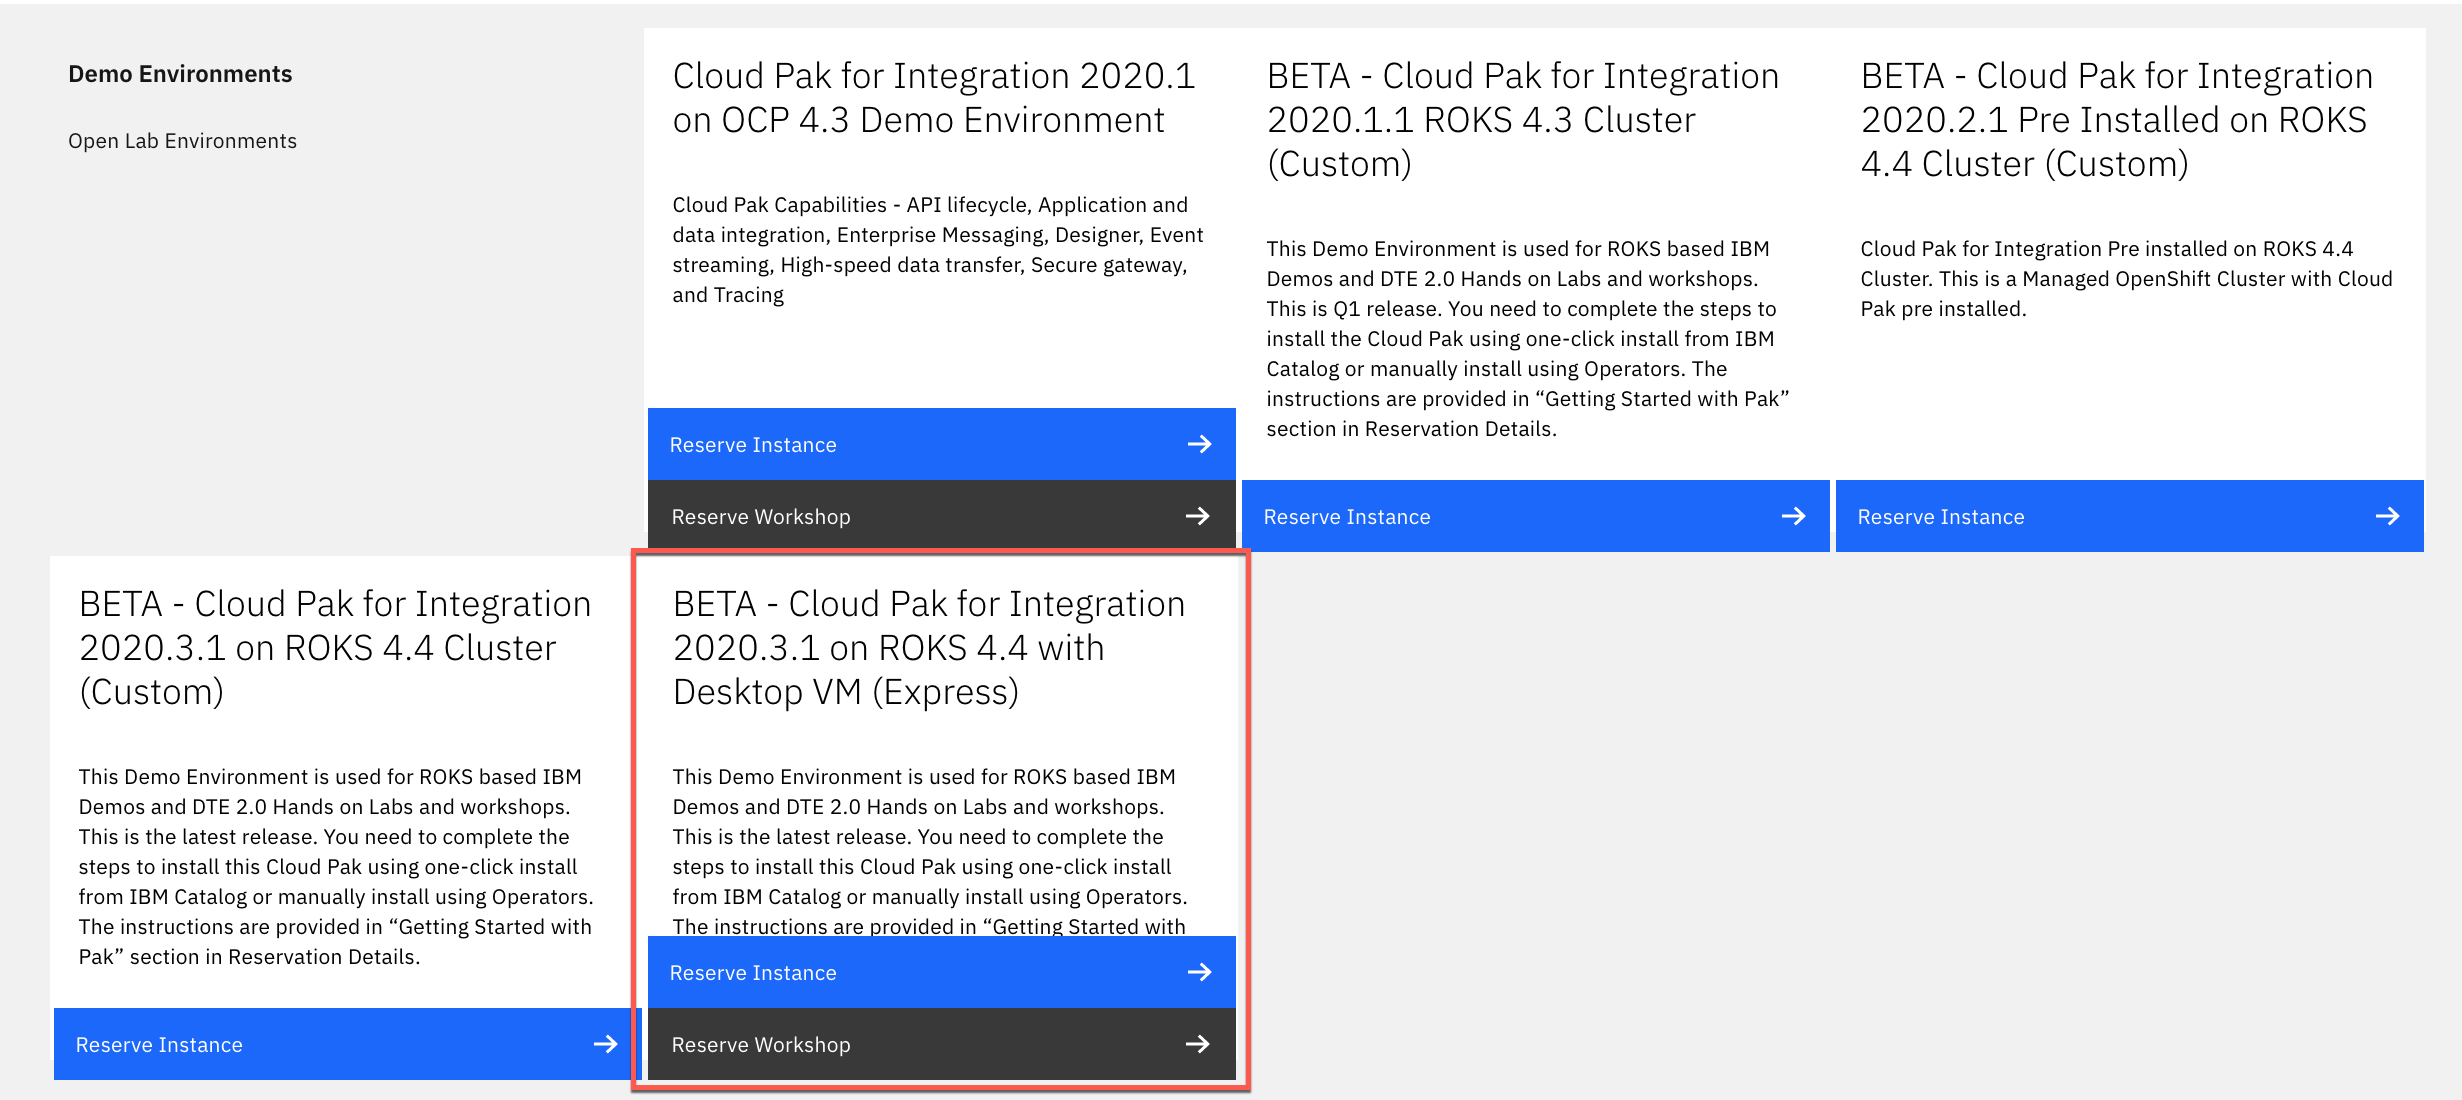 Demo Environments
Open Lab Environments
Cloud Pak for Integration 2020.1
on OCP 4.3 Demo Environment
Cloud Pak Capabilities - API lifecycle, Application and
data integration, Enterprise Messaging, Designer, Event
streaming, High-speed data transfer, Secure gateway,
and Tracing
Reserve Instance
Reserve Workshop
BETA - Cloud Pak for Integration
2020.1.1 ROKS 4.3 Cluster
(Custom)
This Demo Environment is used for ROKS based IBM
Demos and DTE 2.0 Hands on Labs and workshops.
This is Q1 release. You need to complete the steps to
install the Cloud Pak using one-click install from IBM
Catalog or manually install using Operators. The
instructions are provided in “Getting Started with Pak”
section in Reservation Details.
Reserve Instance
BETA - Cloud Pak for Integration
2020.2.1 Pre Installed on ROKS
4.4 Cluster (Custom)
Cloud Pak for Integration Pre installed on ROKS 4.4
Cluster. This is a Managed OpenShift Cluster with Cloud
Pak pre installed.
Reserve Instance
BETA - Cloud Pak for Integration
2020.3.1 on ROKS 4.4 Cluster
(Custom)
This Demo Environment is used for ROKS based IBM
Demos and DTE 2.0 Hands on Labs and workshops.
This is the latest release. You need to complete the
steps to install this Cloud Pak using one-click install
from IBM Catalog or manually install using Operators.
The instructions are provided in “Getting Started with
Pak” section in Reservation Details.
Reserve Instance
BETA - Cloud Pak for Integration
2020.3.1 on ROKS 4.4 with
Desktop VM (Express)
This Demo Environment is used for ROKS based IBM
Demos and DTE 2.0 Hands on Labs and workshops.
This is the latest release. You need to complete the
steps to install this Cloud Pak using one-click install
from IBM Catalog or manually install using Operators.
The instructions are provided in “Getting Started with
Reserve Instance
Reserve Workshop